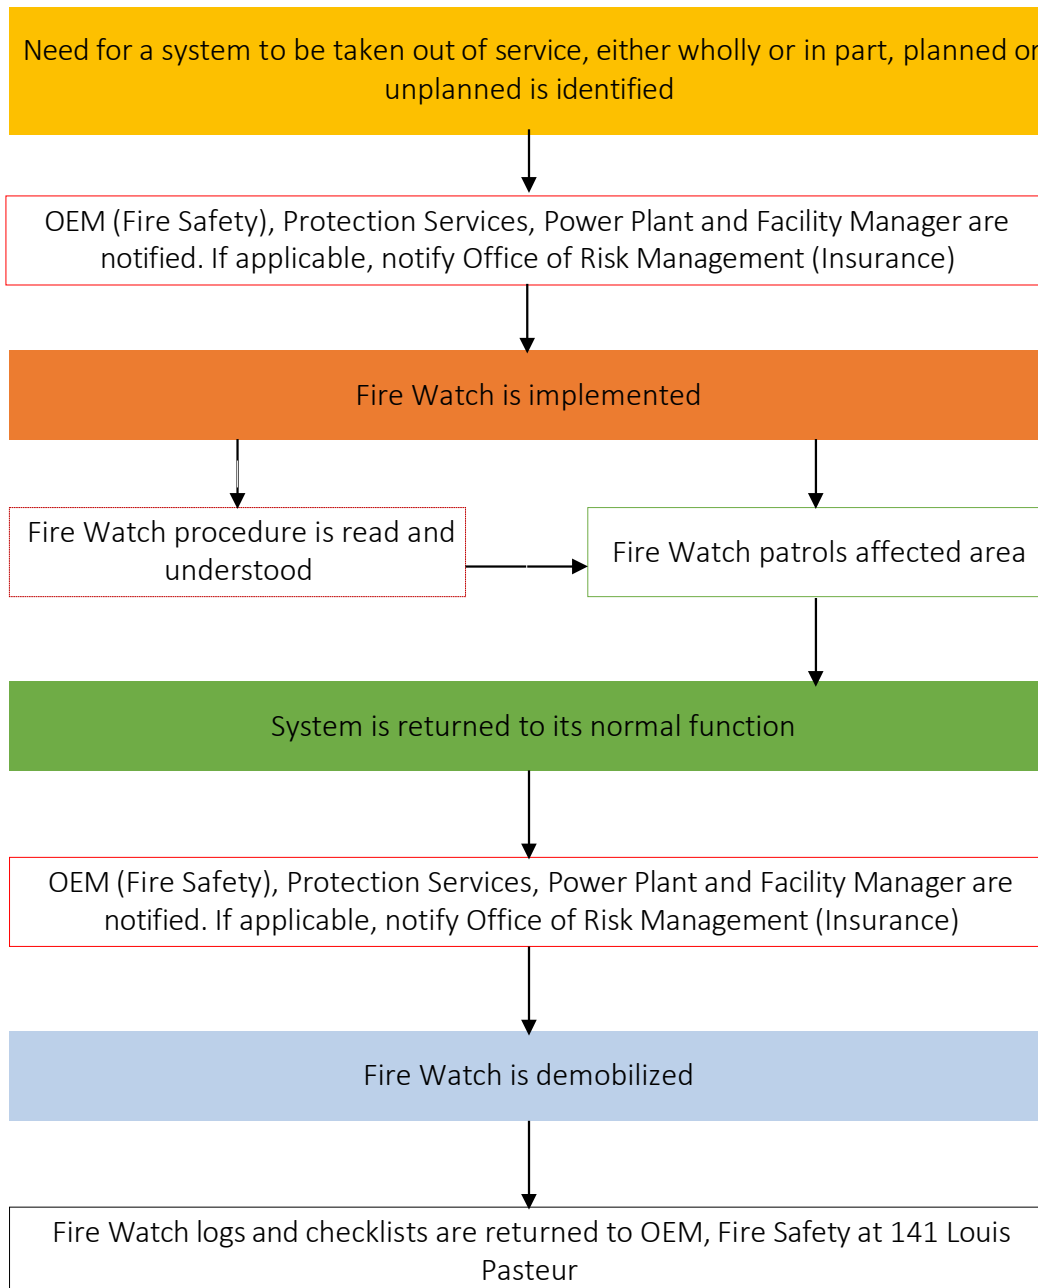 Need for a system to be taken out of service, either wholly or in part, planned or
unplanned is identified
OEM (Fire Safety), Protection Services, Power Plant and Facility Manager are
notified. If applicable, notify Office of Risk Management (Insurance)
Fire Watch is implemented
Fire Watch procedure is read and
understood
Fire Watch patrols affected area
System is returned to its normal function
OEM (Fire Safety), Protection Services, Power Plant and Facility Manager are
notified. If applicable, notify Office of Risk Management (Insurance)
Fire Watch is demobilized
Fire Watch logs and checklists are returned to OEM, Fire Safety at 141 Louis
Pasteur